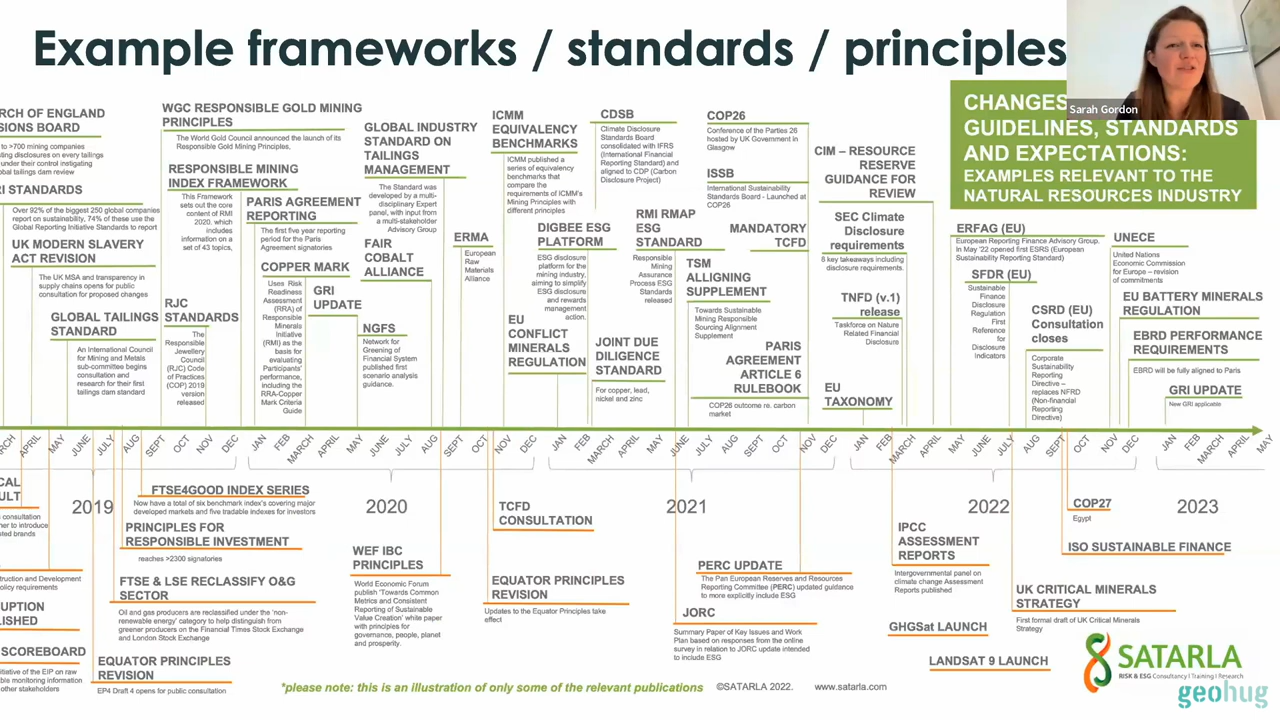 Example frameworks / standards / principles
Sarah Gordon
CHANGES
GUIDELINES, STANDARDS
AND EXPECTATIONS:
EXAMPLES RELEVANT TO THE
NATURAL RESOURCES INDUSTRY
RCH OF ENGLAND
SIONS BOARD
to >700 mining companies
ling disclosures on every tailings
under their control instigating
bal tailings dam review
RI STANDARDS
Over 92% of the biggest 250 global companies
report on sustainability, 74% of these use the
Global Reporting Initiative Standards to report
UK MODERN SLAVERY
ACT REVISION
The UK MSA and transparency in
supply chains opens for public
consultation for proposed changes
GLOBAL TAILINGS
STANDARD
An International Council
for Mining and Metals
sub-committee begins
consultation and
research for their first
tailings dam standard
WGC RESPONSIBLE GOLD MINING
PRINCIPLES
The World Gold Council announced the launch of its
Responsible Gold Mining Principles,
RESPONSIBLE MINING
INDEX FRAMEWORK
This Framework
sets out the core
content of RMI
2020, which
includes
information on a
set of 43 topics,
RJC
STANDARDS
The
Responsible
Jewellery
Council
(RJC) Code
of Practices
(COP) 2019
version
released
PARIS AGREEMENT
REPORTING
The first five year reporting
period for the Paris
Agreement signatories
COPPER MARK
Uses Risk
Readiness
Assessment
(RRA) of
Responsible
Minerals
Initiative
(RMI) as the
basis for
evaluating
Participants'
performance,
including the
RRA-Copper
Mark Criteria
Guide
GRI
UPDATE
GLOBAL INDUSTRY
STANDARD ON
TAILINGS
MANAGEMENT
The Standard was
developed by a multi-
disciplinary Expert
panel, with input from
a multi-stakeholder
Advisory Group
FAIR
COBALT
ALLIANCE
NGFS
Network for
Greening of
Financial System
published first
scenario analysis
guidance.
ERMA
European
Raw
Materials
Alliance
ICMM
EQUIVALENCY
BENCHMARKS
ICMM published a
series of equivalency
benchmarks that
compare the
requirements of ICMM's
Mining Principles with
different principles
DIGBEE ESG
PLATFORM
ESG disclosure
platform for the
mining industry,
aiming to simplify
ESG disclosure
and rewards
management
action.
EU
CONFLICT
MINERALS
REGULATION
CDSB
Climate Disclosure
Standards Board
consolidated with IFRS
(International Financial
Reporting Standard) and
aligned to CDP (Carbon
Disclosure Project)
RMI RMAP
ESG
STANDARD
Responsible
Mining
Assurance
Process ESG
Standards
released
JOINT DUE
DILIGENCE
STANDARD
For copper, lead,
nickel and zinc
COP26
Conference of the Parties 26
hosted by UK Government in
Glasgow
ISSB
International Sustainability
Standards Board - Launched at
COP26
MANDATORY
TCFD
TSM
ALLIGNING
SUPPLEMENT
Towards Sustainable
Mining Responsible
Sourcing Alignment
Supplement
PARIS
AGREEMENT
ARTICLE 6
RULEBOOK
COP26 outcome re. carbon
market
CIM – RESOURCE
RESERVE
GUIDANCE FOR
REVIEW
SEC Climate
Disclosure
requirements
8 key takeaways including
disclosure requirements.
TNFD (v.1)
release
Taskforce on Nature
Related Financial
Disclosure
EU
TAXONOMY
ERFAG (EU)
European Reporting Finance Advisory Group.
In May '22 opened first ESRS (European
Sustainability Reporting Standard)
SFDR (EU)
Sustainable
Finance
Disclosure
Regulation
First
Reference
for
Disclosure
Indicators
CSRD (EU)
Consultation
closes
Corporate
Sustainability
Reporting
Directive –
replaces NFRD
(Non-financial
Reporting
Directive)
UNECE
United Nations
Economic Commission
for Europe – revision
of commitments
EU BATTERY MINERALS
REGULATION
EBRD PERFORMANCE
REQUIREMENTS
EBRD will be fully aligned to Paris
GRI UPDATE
New GRI applicable
RCH APRIL MAY JUNE JULY AUG SEPT OCT NOV DEC JAN FEB MARCH APRIL MAY JUNE JULY AUG SEPT OCT NOV DEC JAN FEB MARCH APRIL MAY JUNE JULY AUG SEPT OCT NOV DEC JAN FEB MARCH APRIL MAY JUNE JULY AUG SEPT OCT NOV DEC JAN FEB MARCH APRIL MAY
2019 2020 2021 2022 2023
CAL
ULT
consultation
ner to introduce
sted brands
struction and Development
olicy requirements
UPTION
LISHED
SCOREBOARD
itiative of the EIP on raw
ble monitoring information
other stakeholders
FTSE4GOOD INDEX SERIES
Now have a total of six benchmark index's covering major
developed markets and five tradable indexes for investors
PRINCIPLES FOR
RESPONSIBLE INVESTMENT
reaches >2300 signatories
FTSE & LSE RECLASSIFY O&G
SECTOR
Oil and gas producers are reclassified under the 'non-
renewable energy' category to help distinguish from
greener producers on the Financial Times Stock Exchange
and London Stock Exchange
EQUATOR PRINCIPLES
REVISION
EP4 Draft 4 opens for public consultation
WEF IBC
PRINCIPLES
World Economic Forum
publish 'Towards Common
Metrics and Consistent
Reporting of Sustainable
Value Creation' white paper
with principles for
governance, people, planet
and prosperity.
TCFD
CONSULTATION
EQUATOR PRINCIPLES
REVISION
Updates to the Equator Principles take
effect
PERC UPDATE
The Pan European Reserves and Resources
Reporting Committee (PERC) updated guidance
to more explicitly include ESG
JORC
Summary Paper of Key Issues and Work
Plan based on responses from the online
survey in relation to JORC update intended
to include ESG
IPCC
ASSESSMENT
REPORTS
Intergovernmental panel on
climate change Assessment
Reports published
GHGSat LAUNCH
LANDSAT 9 LAUNCH
COP27
Egypt
ISO SUSTAINABLE FINANCE
UK CRITICAL MINERALS
STRATEGY
First formal draft of UK Critical Minerals
Strategy
*please note: this is an illustration of only some of the relevant publications
©SATARLA 2022.
www.satarla.com
SATARLA
RISK & ESG Consultancy | Training | Research
geohug